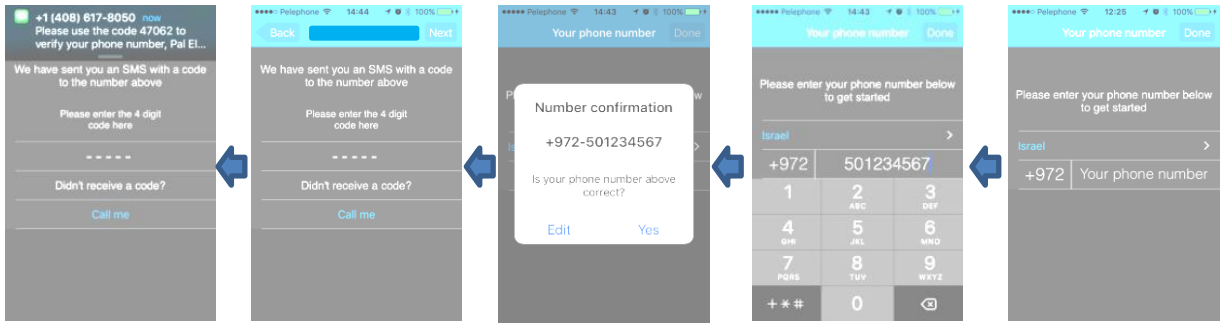 +1 (408) 617-8050 now
Please use the code 47062 to
verify your phone number, Pal El...
We have sent you an SMS with a code
to the number above
Please enter the 4 digit
code here
- - - - -
Didn't receive a code?
Call me
Pelephone 14:44 100%
Back Next
We have sent you an SMS with a code
to the number above
Please enter the 4 digit
code here
- - - - -
Didn't receive a code?
Call me
Pelephone 14:43 100%
Your phone number Done
Number confirmation
+972-501234567
Is your phone number above
correct?
Edit Yes
Pelephone 14:43 100%
Your phone number Done
Please enter your phone number below
to get started
Israel >
+972 501234567
1 2 3
ABC DEF
4 5 6
GHI JKL MNO
7 8 9
PQRS TUV WXYZ
+*# 0
Pelephone 12:25 100%
Your phone number Done
Please enter your phone number below
to get started
Israel >
+972 Your phone number